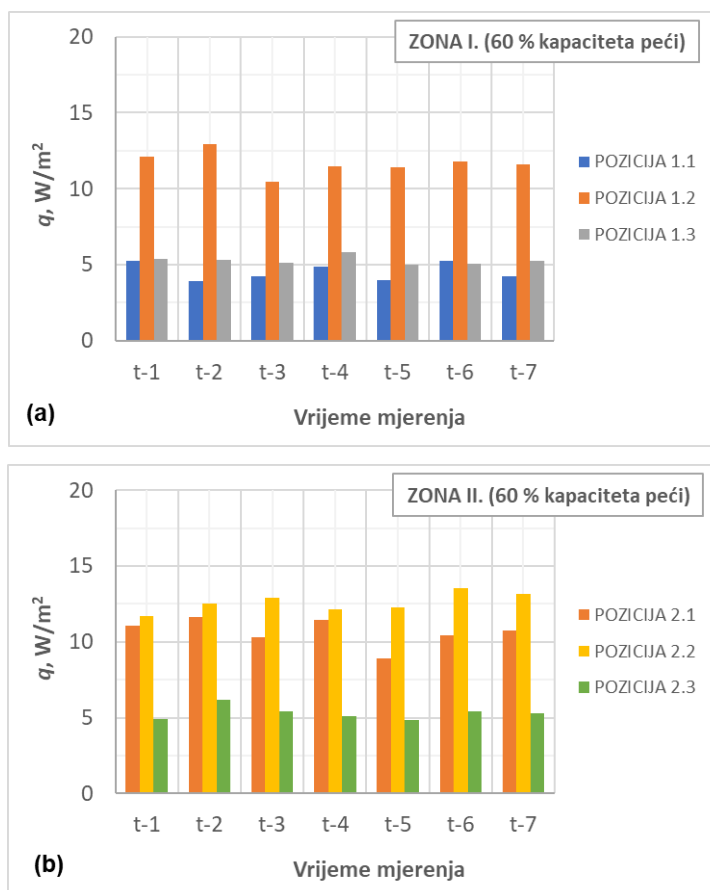 ZONA I. (60 % kapaciteta peći)
20
15
10
5
0
q, W/m²
POZICIJA 1.1
POZICIJA 1.2
POZICIJA 1.3
t-1 t-2 t-3 t-4 t-5 t-6 t-7
(a)
Vrijeme mjerenja
ZONA II. (60 % kapaciteta peći)
20
15
10
5
0
q, W/m²
POZICIJA 2.1
POZICIJA 2.2
POZICIJA 2.3
t-1 t-2 t-3 t-4 t-5 t-6 t-7
(b)
Vrijeme mjerenja